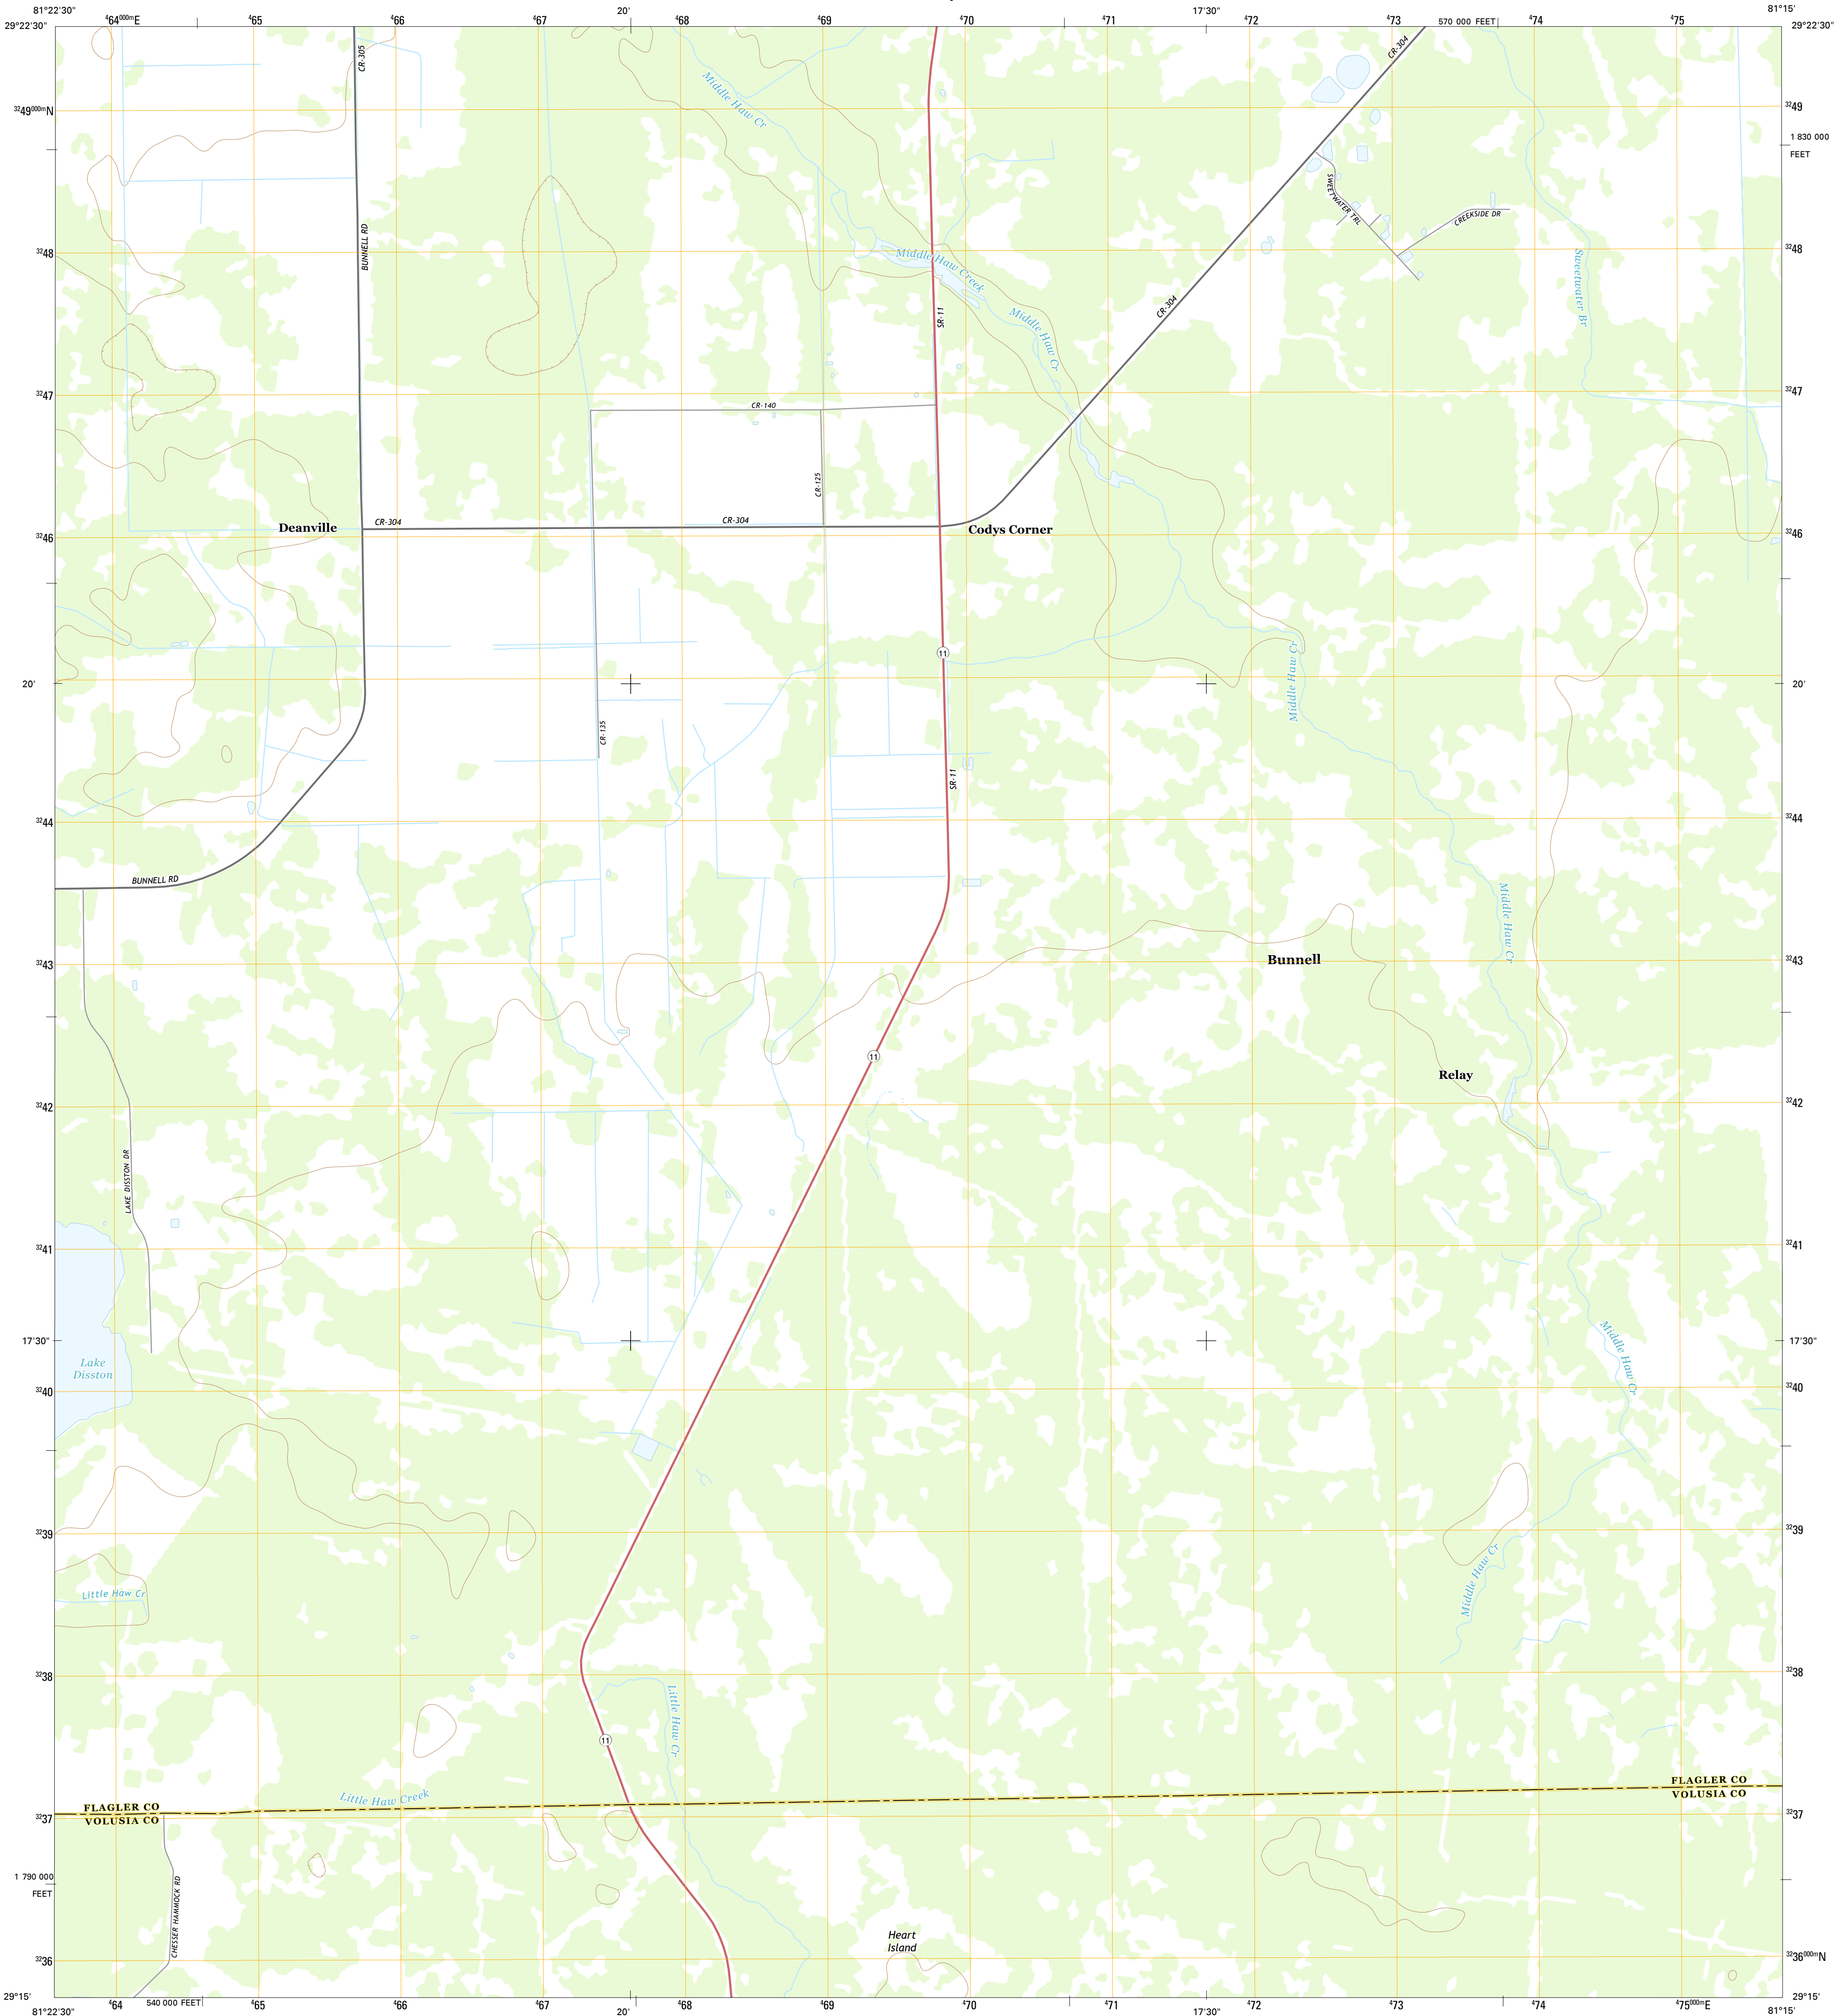 81°22'30"
⁴64⁰⁰⁰ᵐE
⁴65
⁴66
⁴67
20'
⁴68
⁴69
⁴70
⁴71
17'30"
⁴72
⁴73
570 000 FEET
⁴74
⁴75
81°15'
29°22'30"
29°22'30"
CR-305
CR-304
Middle Haw Cr
³²49⁰⁰⁰ᵐN
³²49
1 830 000
FEET
SWEETWATER TRL
CREEKSIDE DR
BUNNELL RD
³²48
³²48
Middle Haw Creek
Sweetwater Br
CR-304
SR-11
Middle Haw Cr
³²47
³²47
CR-140
CR-125
Deanville
CR-304
CR-304
Codys Corner
³²46
³²46
11
Middle Haw Cr
20'
20'
CR-135
SR-11
³²44
³²44
BUNNELL RD
Middle Haw Cr
Bunnell
³²43
³²43
11
Relay
³²42
³²42
LAKE DISSTON DR
³²41
³²41
17'30"
17'30"
Middle Haw Cr
Lake
Disston
³²40
³²40
³²39
³²39
Middle Haw Cr
Little Haw Cr
³²38
³²38
Little Haw Cr
11
FLAGLER CO
VOLUSIA CO
Little Haw Creek
FLAGLER CO
VOLUSIA CO
³²37
³²37
1 790 000
FEET
CHESSER HAMMOCK RD
Heart
Island
³²36
³²36⁰⁰⁰ᵐN
29°15'
29°15'
81°22'30"
⁴64
540 000 FEET
⁴65
⁴66
⁴67
20'
⁴68
⁴69
⁴70
⁴71
17'30"
⁴72
⁴73
⁴74
⁴75⁰⁰⁰ᵐE
81°15'